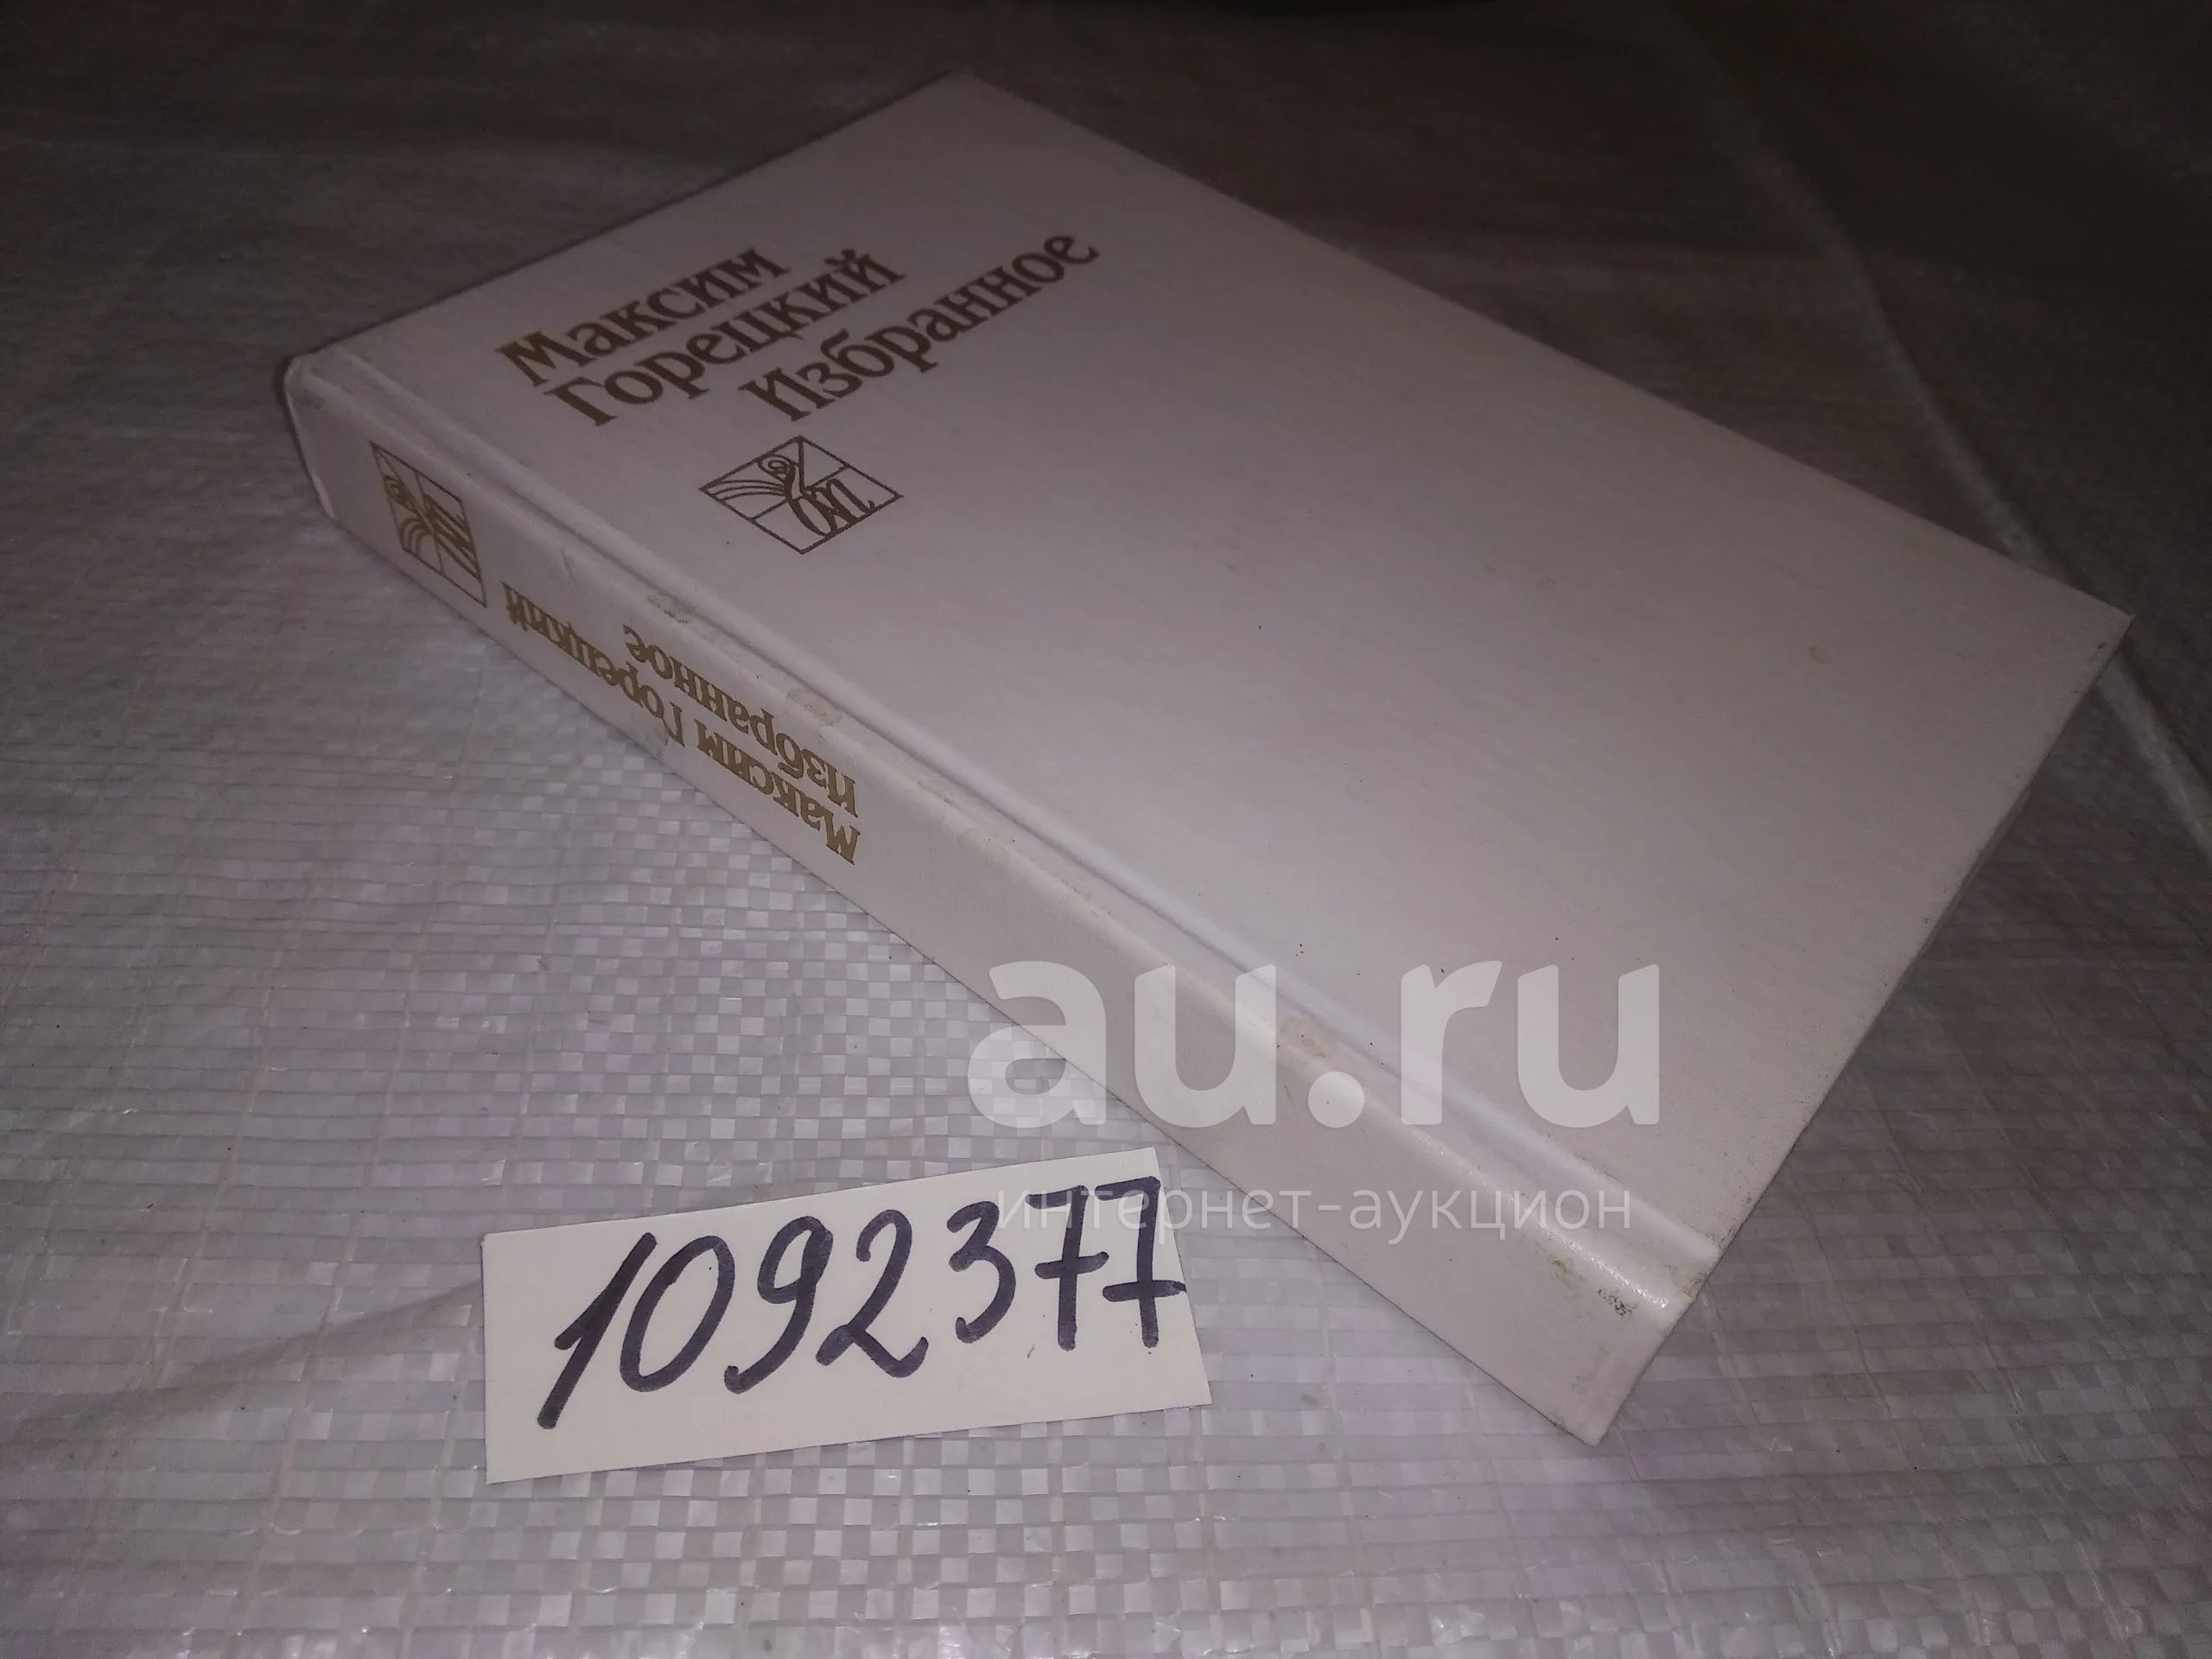 Максим
Горецкий
Избранное
Максим Горецкий
Избранное
au.ru
интернет-аукцион
1092377